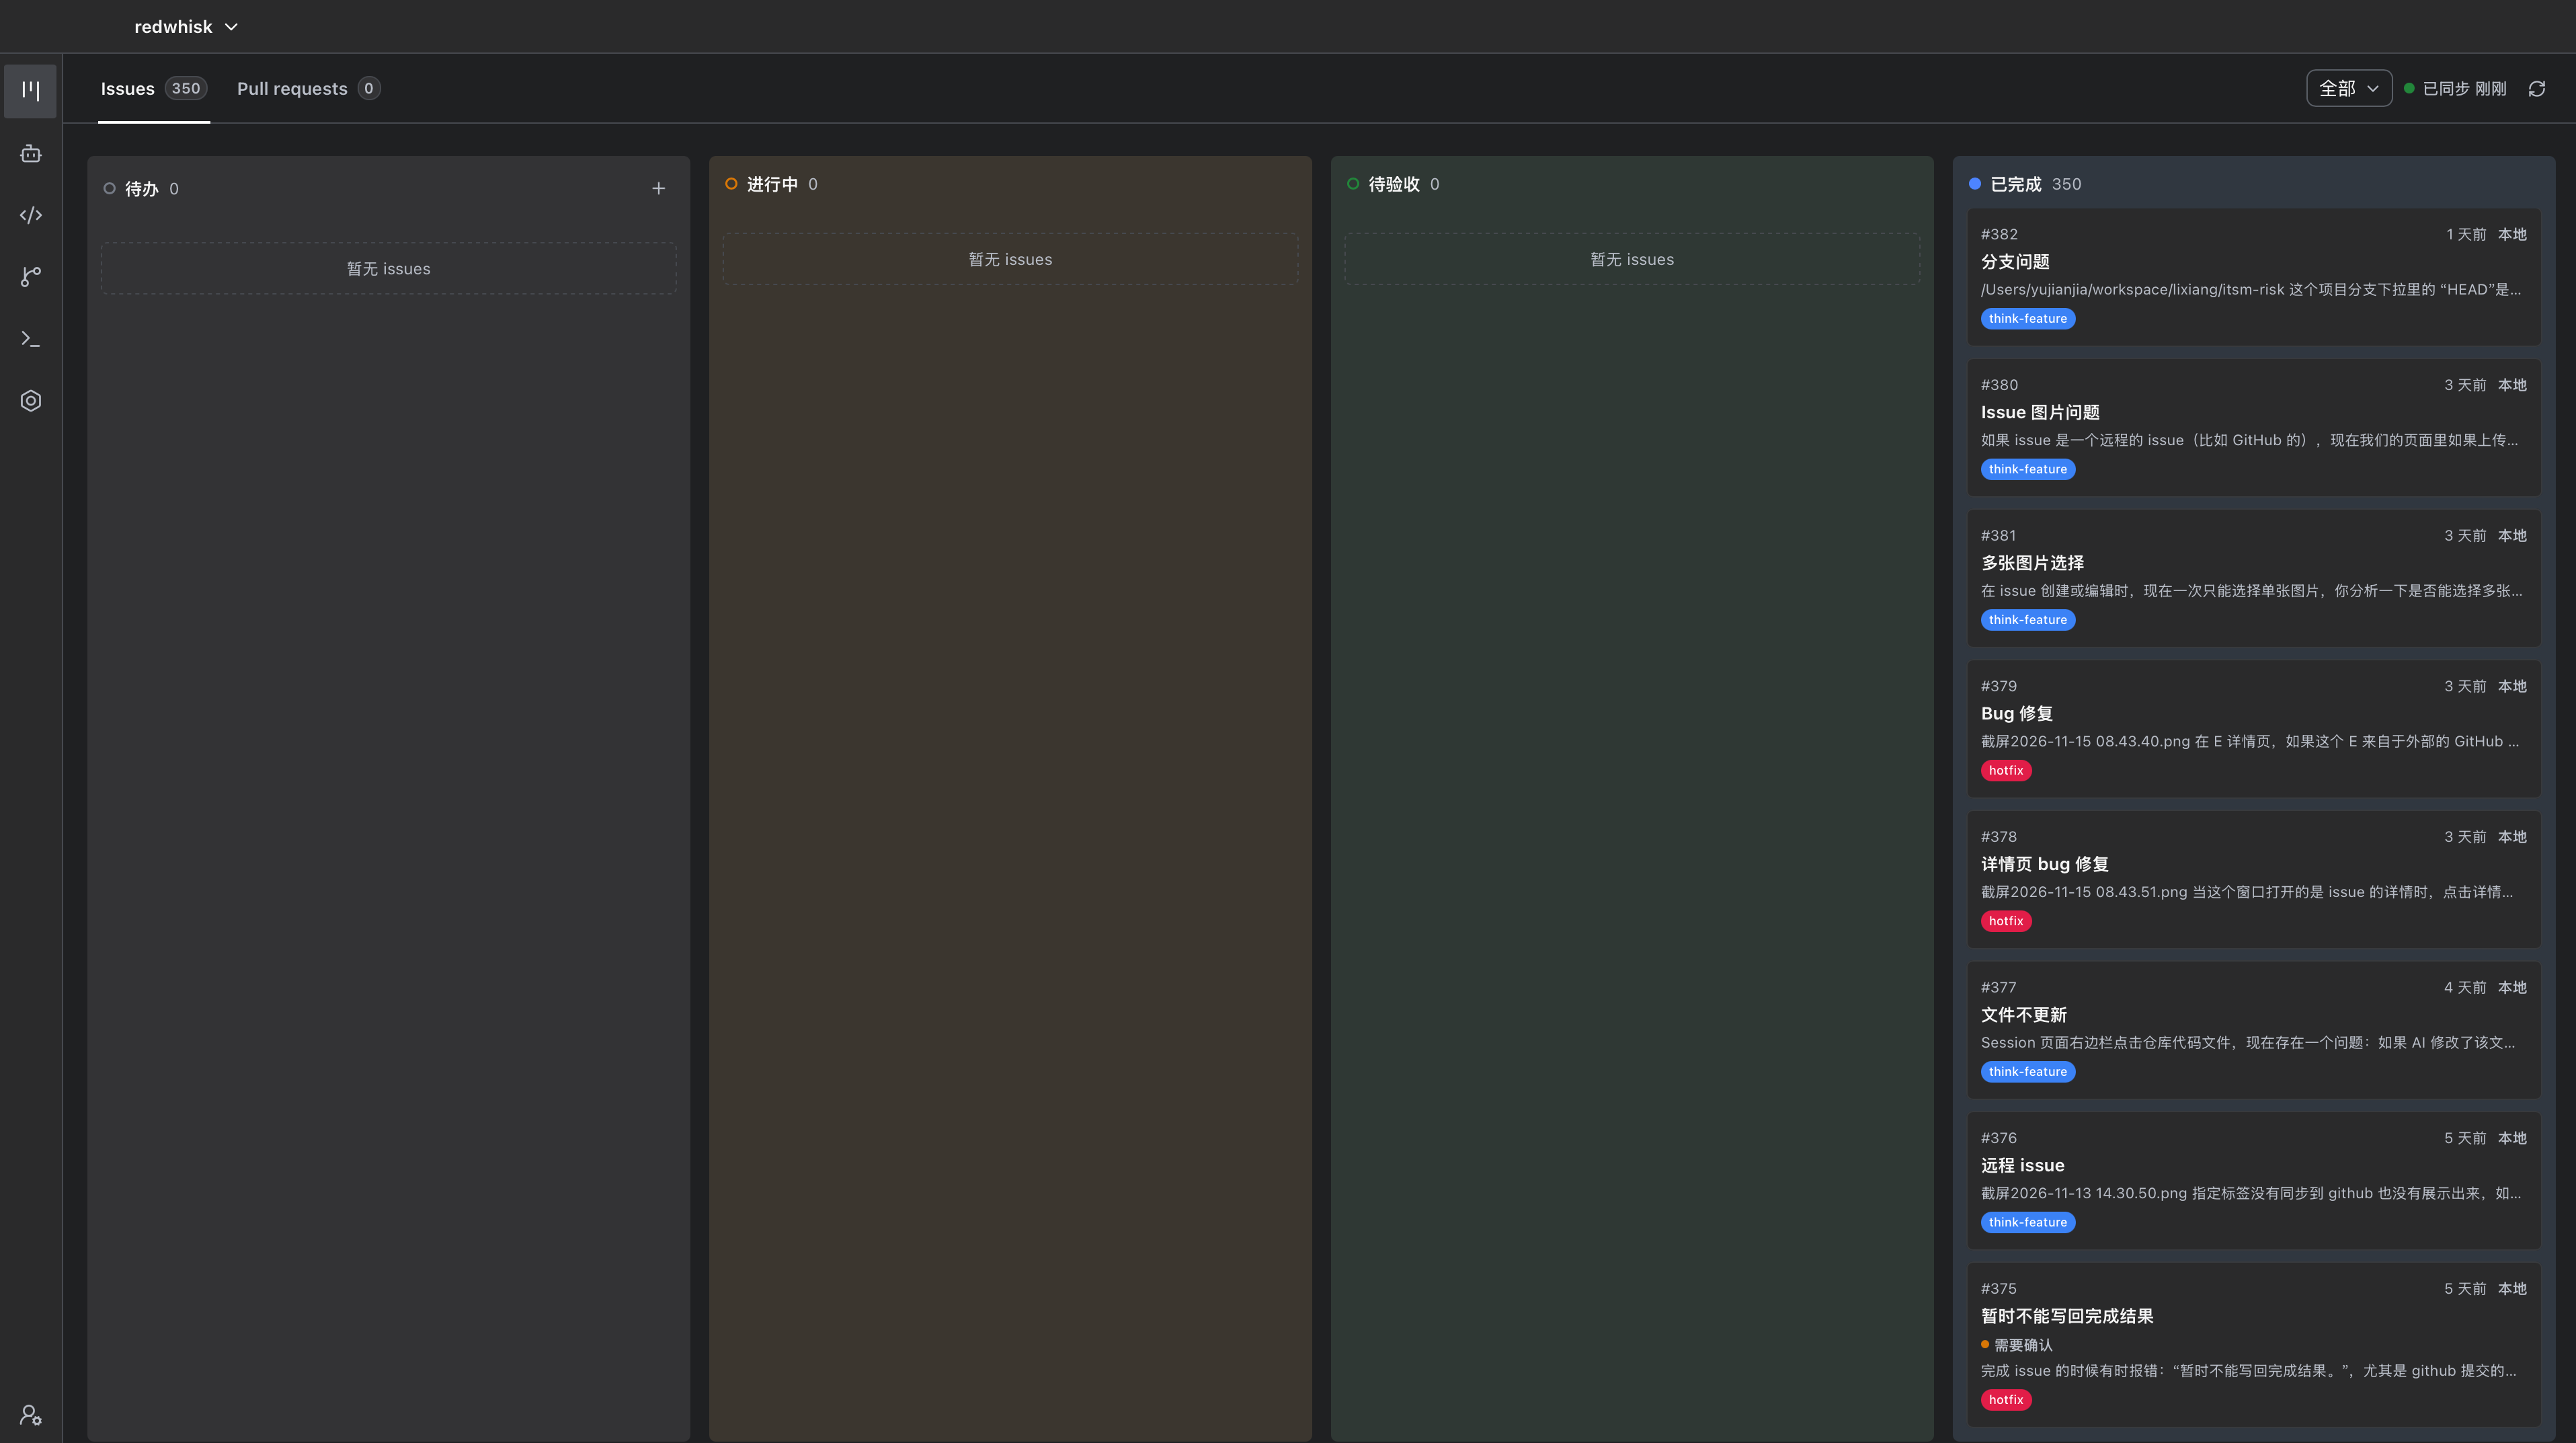 redwhisk
Issues 350 Pull requests 0
全部 已同步 刚刚
待办 0
暂无 issues
进行中 0
暂无 issues
待验收 0
暂无 issues
已完成 350
#382 1 天前 本地
分支问题
/Users/yujianjia/workspace/lixiang/itsm-risk 这个项目分支下拉里的 “HEAD”是...
think-feature
#380 3 天前 本地
Issue 图片问题
如果 issue 是一个远程的 issue（比如 GitHub 的），现在我们的页面里如果上传...
think-feature
#381 3 天前 本地
多张图片选择
在 issue 创建或编辑时，现在一次只能选择单张图片，你分析一下是否能选择多张...
think-feature
#379 3 天前 本地
Bug 修复
截屏2026-11-15 08.43.40.png 在 E 详情页，如果这个 E 来自于外部的 GitHub ...
hotfix
#378 3 天前 本地
详情页 bug 修复
截屏2026-11-15 08.43.51.png 当这个窗口打开的是 issue 的详情时，点击详情...
hotfix
#377 4 天前 本地
文件不更新
Session 页面右边栏点击仓库代码文件，现在存在一个问题：如果 AI 修改了该文...
think-feature
#376 5 天前 本地
远程 issue
截屏2026-11-13 14.30.50.png 指定标签没有同步到 github 也没有展示出来，如...
think-feature
#375 5 天前 本地
暂时不能写回完成结果
需要确认
完成 issue 的时候有时报错：“暂时不能写回完成结果。”，尤其是 github 提交的...
hotfix